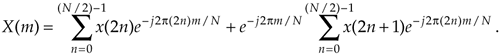 $$X(m) = \sum_{n=0}^{(N/2)-1} x(2n)e^{-j2\pi(2n)m/N} + e^{-j2\pi m/N} \sum_{n=0}^{(N/2)-1} x(2n+1)e^{-j2\pi(2n)m/N}.$$